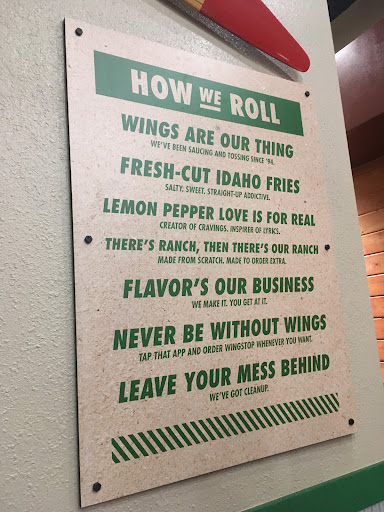 HOW WE ROLL
WINGS ARE OUR THING
WE'VE BEEN SAUCING AND TOSSING SINCE '94.
FRESH-CUT IDAHO FRIES
SALTY. SWEET. STRAIGHT-UP ADDICTIVE.
LEMON PEPPER LOVE IS FOR REAL
CREATOR OF CRAVINGS. INSPIRER OF LYRICS.
THERE'S RANCH, THEN THERE'S OUR RANCH
MADE FROM SCRATCH. MADE TO ORDER EXTRA.
FLAVOR'S OUR BUSINESS
WE MAKE IT. YOU GET AT IT.
NEVER BE WITHOUT WINGS
TAP THAT APP AND ORDER WINGSTOP WHENEVER YOU WANT.
LEAVE YOUR MESS BEHIND
WE'VE GOT CLEANUP.